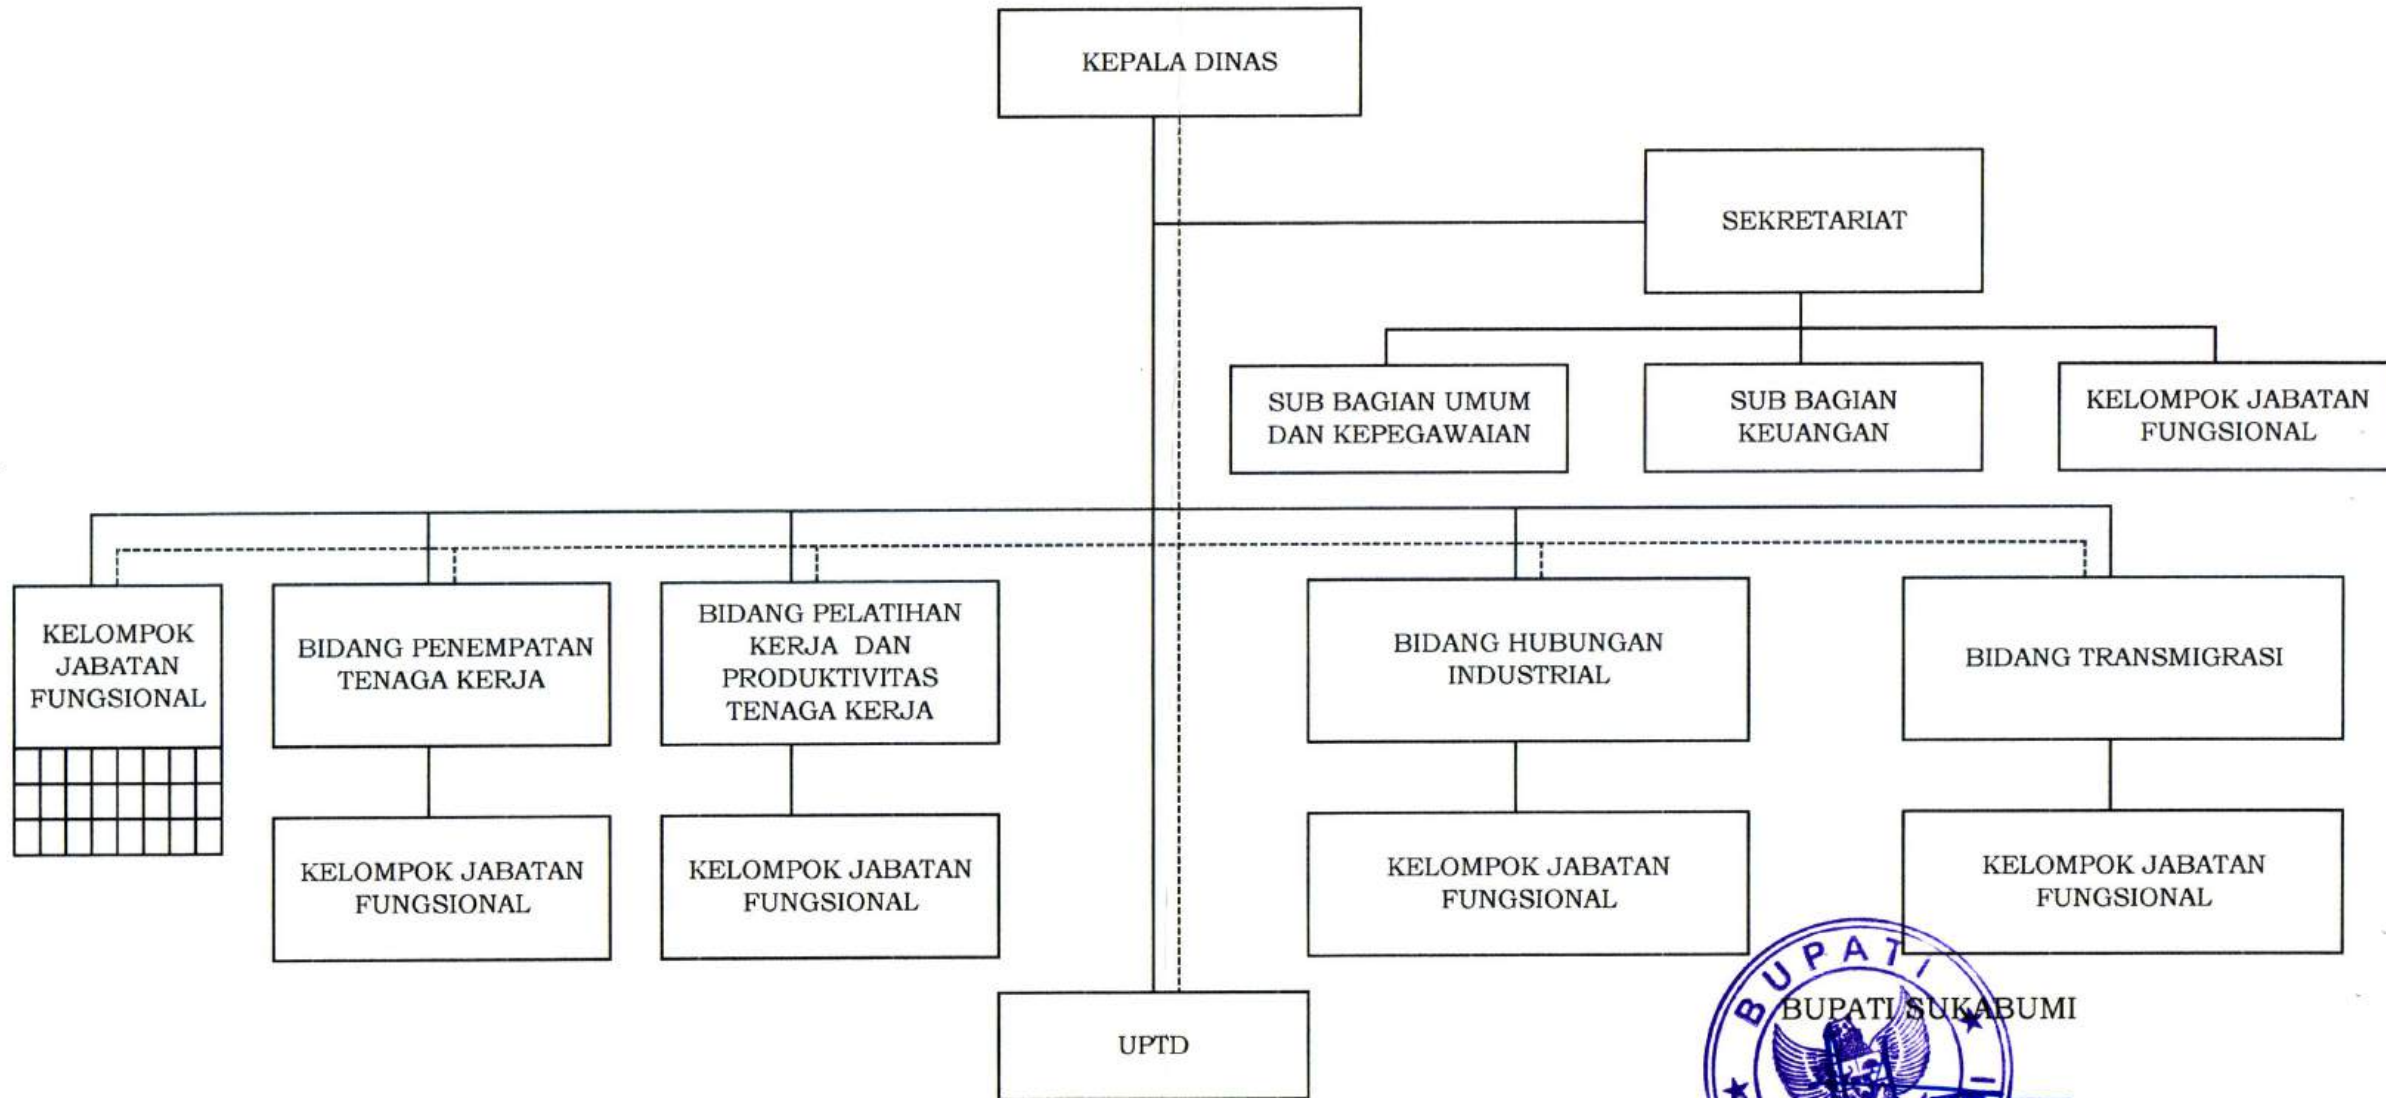 KEPALA DINAS
SEKRETARIAT
SUB BAGIAN UMUM
DAN KEPEGAWAIAN
SUB BAGIAN
KEUANGAN
KELOMPOK JABATAN
FUNGSIONAL
KELOMPOK
JABATAN
FUNGSIONAL
BIDANG PENEMPATAN
TENAGA KERJA
BIDANG PELATIHAN
KERJA DAN
PRODUKTIVITAS
TENAGA KERJA
BIDANG HUBUNGAN
INDUSTRIAL
BIDANG TRANSMIGRASI
KELOMPOK JABATAN
FUNGSIONAL
KELOMPOK JABATAN
FUNGSIONAL
KELOMPOK JABATAN
FUNGSIONAL
KELOMPOK JABATAN
FUNGSIONAL
UPTD
BUPATI
BUPATI SUKABUMI